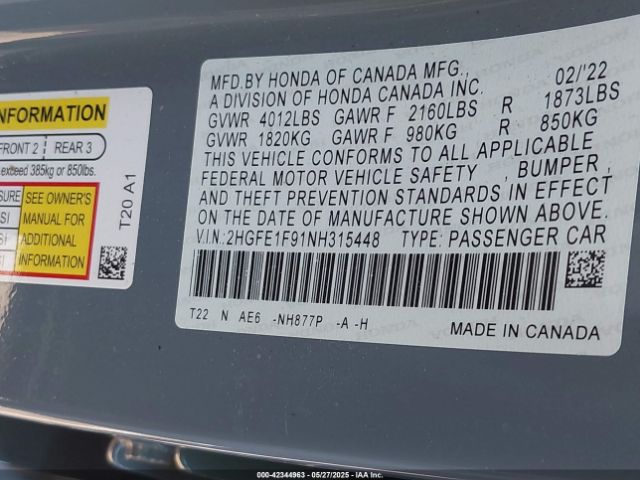 INFORMATION
FRONT 2 REAR 3
exceed 385kg or 850lbs.
SEE OWNER'S
MANUAL FOR
ADDITIONAL
INFORMATION
T20 A1
MFD.BY HONDA OF CANADA MFG., 02/'22
A DIVISION OF HONDA CANADA INC.
GVWR 4012LBS GAWR F 2160LBS R 1873LBS
GVWR 1820KG GAWR F 980KG R 850KG
THIS VEHICLE CONFORMS TO ALL APPLICABLE
FEDERAL MOTOR VEHICLE SAFETY , BUMPER ,
AND THEFT PREVENTION STANDARDS IN EFFECT
ON THE DATE OF MANUFACTURE SHOWN ABOVE.
V.I.N.:2HGFE1F91NH315448 TYPE: PASSENGER CAR
T22 N AE6 -NH877P -A -H
MADE IN CANADA
000-42344963 - 05/27/2025 - IAA Inc.